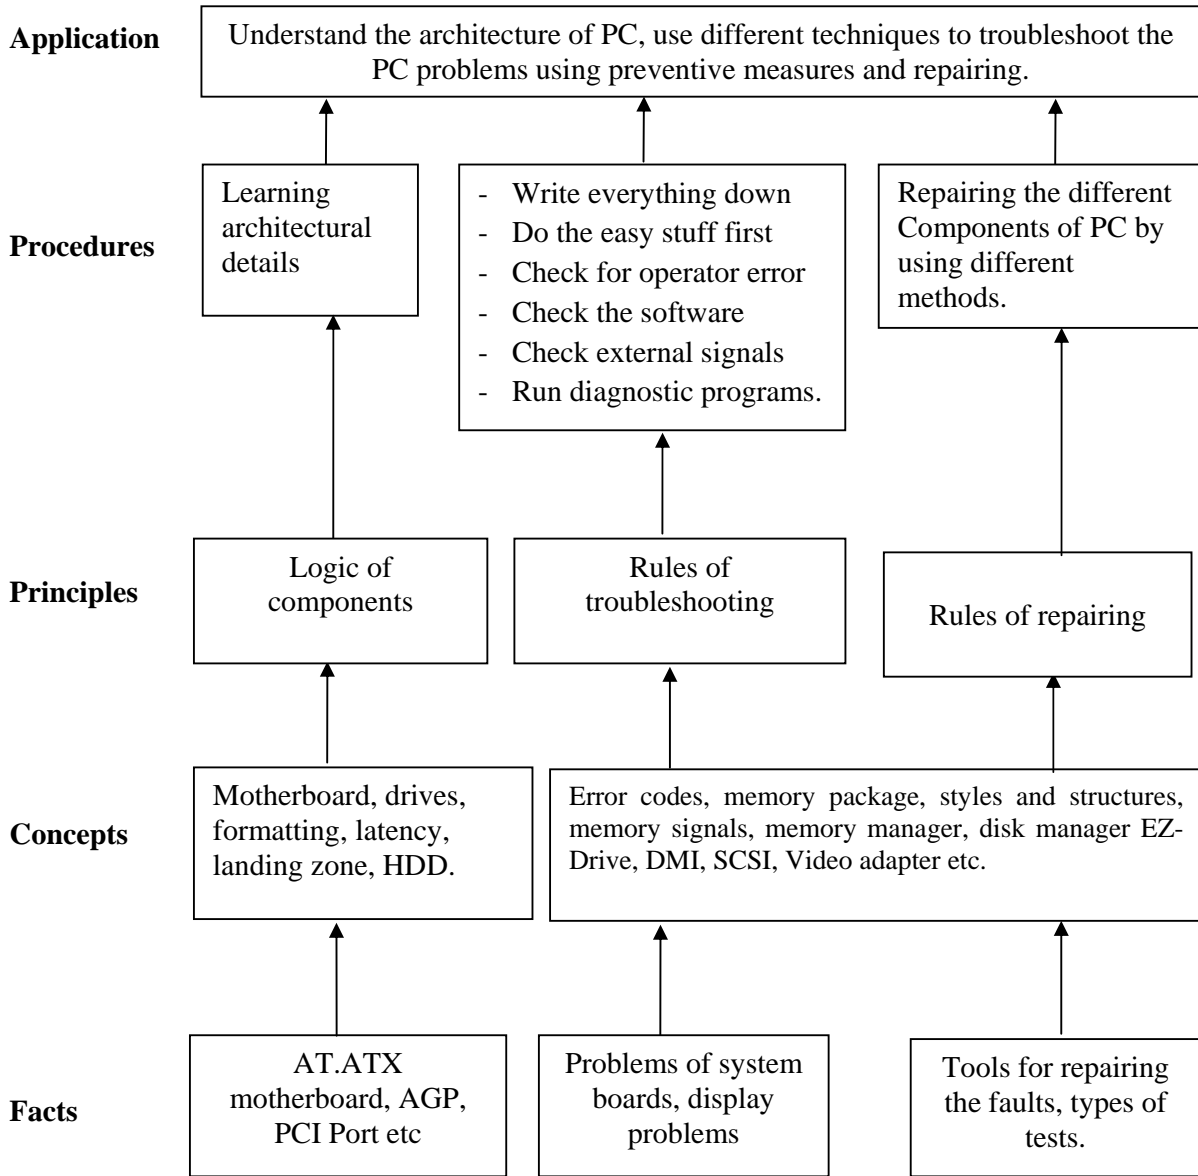 Application
Understand the architecture of PC, use different techniques to troubleshoot the
PC problems using preventive measures and repairing.
Procedures
Learning
architectural
details
- Write everything down
- Do the easy stuff first
- Check for operator error
- Check the software
- Check external signals
- Run diagnostic programs.
Repairing the different
Components of PC by
using different
methods.
Principles
Logic of
components
Rules of
troubleshooting
Rules of repairing
Concepts
Motherboard, drives,
formatting, latency,
landing zone, HDD.
Error codes, memory package, styles and structures,
memory signals, memory manager, disk manager EZ-
Drive, DMI, SCSI, Video adapter etc.
Facts
AT.ATX
motherboard, AGP,
PCI Port etc
Problems of system
boards, display
problems
Tools for repairing
the faults, types of
tests.